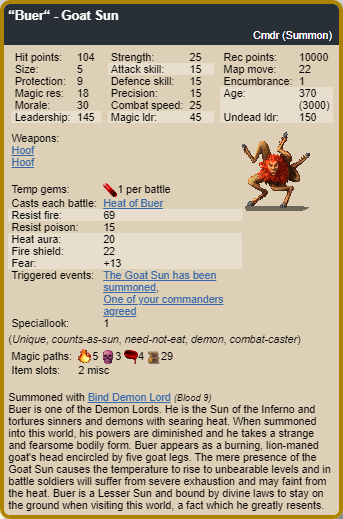 “Buer“ - Goat Sun
Cmdr (Summon)
Hit points: 104 Strength: 25 Rec points: 10000
Size: 5 Attack skill: 15 Map move: 22
Protection: 9 Defence skill: 15 Encumbrance: 1
Magic res: 18 Precision: 15 Age: 370
Morale: 30 Combat speed: 25 (3000)
Leadership: 145 Magic ldr: 45 Undead ldr: 150
Weapons:
Hoof
Hoof
Temp gems: 1 per battle
Casts each battle: Heat of Buer
Resist fire: 69
Resist poison: 15
Heat aura: 20
Fire shield: 22
Fear: +13
Triggered events: The Goat Sun has been
summoned,
One of your commanders
agreed
Speciallook: 1
(Unique, counts-as-sun, need-not-eat, demon, combat-caster)
Magic paths: 5 3 4 29
Item slots: 2 misc
Summoned with Bind Demon Lord (Blood 9)
Buer is one of the Demon Lords. He is the Sun of the Inferno and
tortures sinners and demons with searing heat. When summoned
into this world, his powers are diminished and he takes a strange
and fearsome bodily form. Buer appears as a burning, lion-maned
goat's head encircled by five goat legs. The mere presence of the
Goat Sun causes the temperature to rise to unbearable levels and in
battle soldiers will suffer from severe exhaustion and may faint from
the heat. Buer is a Lesser Sun and bound by divine laws to stay on
the ground when visiting this world, a fact which he greatly resents.